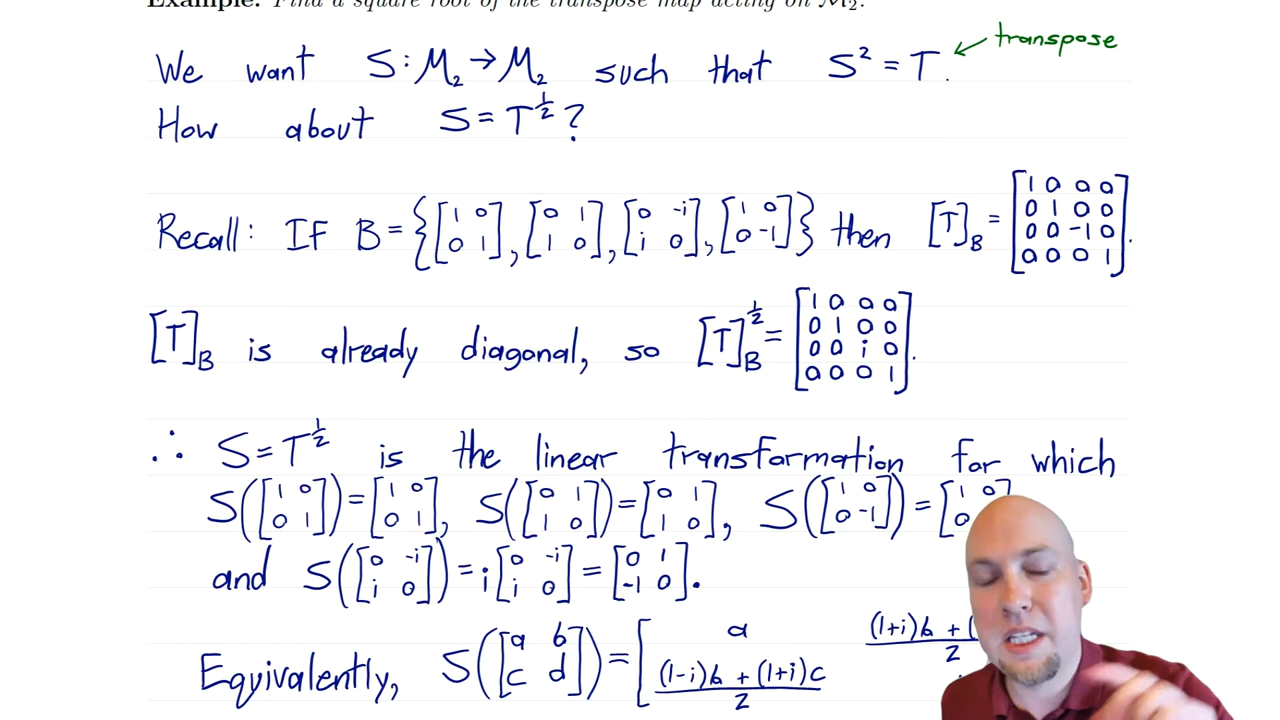 Example: Find a square root of the transpose map acting on M₂.
We want S: M₂ → M₂ such that S² = T. ← transpose
How about S = T^½ ?
Recall: If B = {[1 0; 0 1], [0 1; 1 0], [0 -i; i 0], [1 0; 0 -1]} then [T]_B = [1 0 0 0; 0 1 0 0; 0 0 -1 0; 0 0 0 1].
[T]_B is already diagonal, so [T]_B^½ = [1 0 0 0; 0 1 0 0; 0 0 i 0; 0 0 0 1].
∴ S = T^½ is the linear transformation for which
S([1 0; 0 1]) = [1 0; 0 1], S([0 1; 1 0]) = [0 1; 1 0], S([1 0; 0 -1]) = [1 0; 0
and S([0 -i; i 0]) = i[0 -i; i 0] = [0 1; -1 0].
Equivalently, S([a b; c d]) = [a (1+i)b + ( /2; (1-i)b + (1+i)c /2